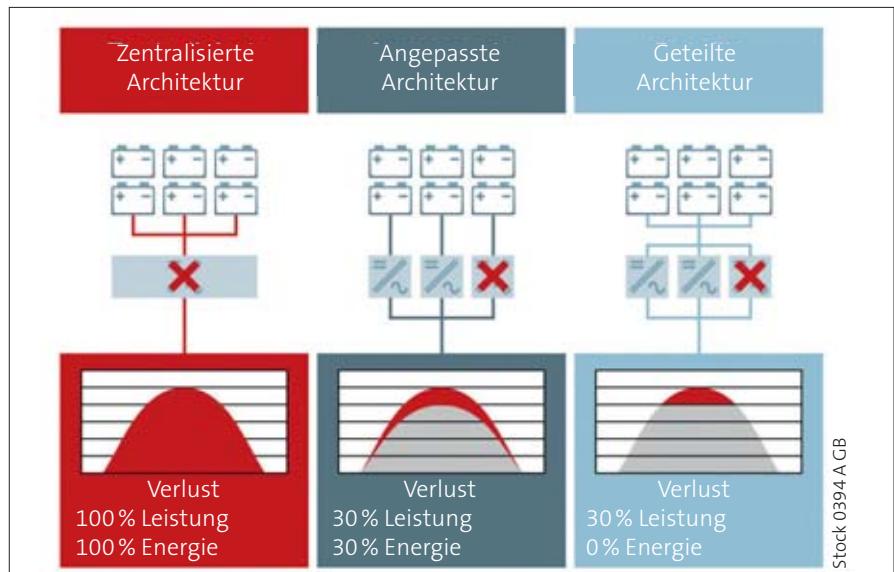 Zentralisierte
Architektur
Angepasste
Architektur
Geteilte
Architektur
Verlust
100 % Leistung
100 % Energie
Verlust
30 % Leistung
30 % Energie
Verlust
30 % Leistung
0 % Energie
Stock 0394 A GB